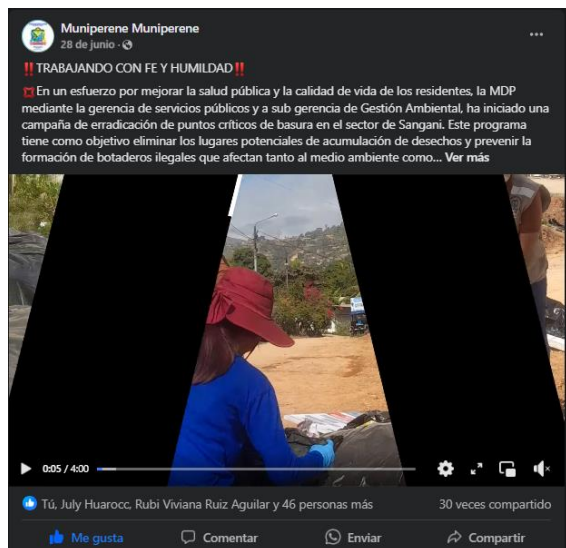 Muniperene Muniperene
28 de junio ·
‼TRABAJANDO CON FE Y HUMILDAD‼
💢En un esfuerzo por mejorar la salud pública y la calidad de vida de los residentes, la MDP
mediante la gerencia de servicios públicos y a sub gerencia de Gestión Ambiental, ha iniciado una
campaña de erradicación de puntos críticos de basura en el sector de Sangani. Este programa
tiene como objetivo eliminar los lugares potenciales de acumulación de desechos y prevenir la
formación de botaderos ilegales que afectan tanto al medio ambiente como... Ver más
0:05 / 4:00
Tú, July Huarocc, Rubi Viviana Ruiz Aguilar y 46 personas más 30 veces compartido
Me gusta Comentar Enviar Compartir